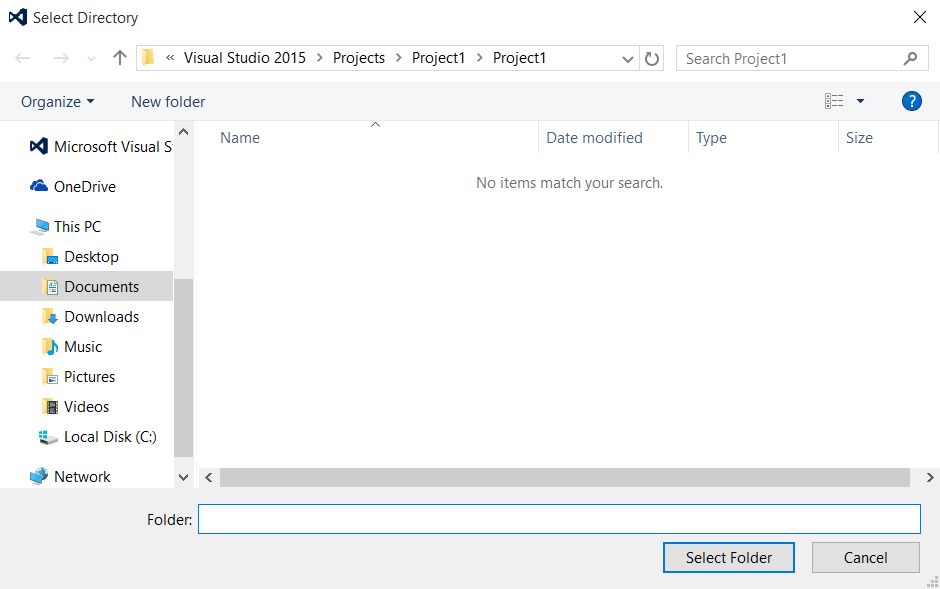 Select Directory
« Visual Studio 2015 > Projects > Project1 > Project1
Search Project1
Organize
New folder
?
Name
Date modified
Type
Size
No items match your search.
Microsoft Visual S
OneDrive
This PC
Desktop
Documents
Downloads
Music
Pictures
Videos
Local Disk (C:)
Network
Folder:
Select Folder
Cancel